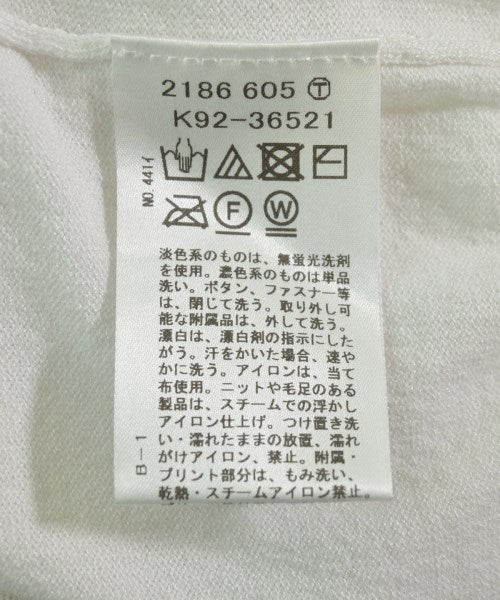 2186 605 Ⓣ
K92-36521
NO.441イ
F W
淡色系のものは、無蛍光洗剤
を使用。濃色系のものは単品
洗い。ボタン、ファスナー等
は、閉じて洗う。取り外し可
能な附属品は、外して洗う。
漂白は、漂白剤の指示にした
がう。汗をかいた場合、速や
かに洗う。アイロンは、当て
布使用。ニットや毛足のある
製品は、スチームでの浮かし
アイロン仕上げ。つけ置き洗
い・濡れたままの放置、濡れ
がけアイロン、禁止。附属・
プリント部分は、もみ洗い、
乾熱・スチームアイロン禁止。
B-1